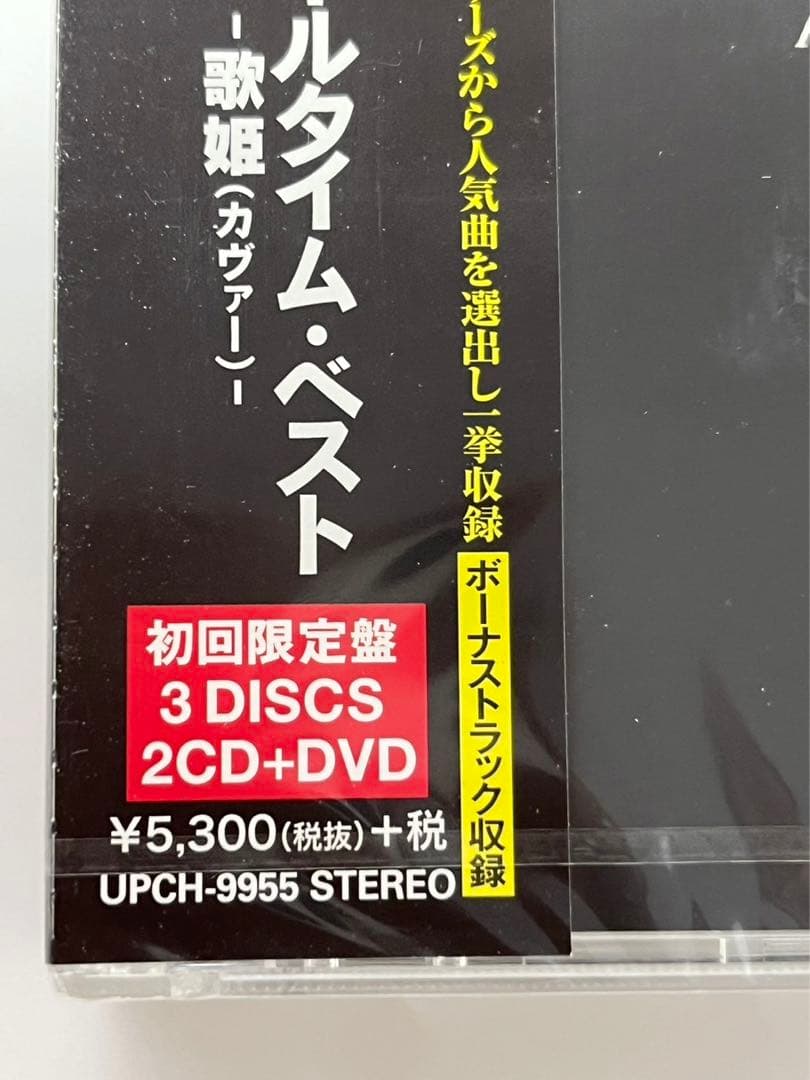 ーズから人気曲を選出し一挙収録
ボーナストラック収録
ールタイム・ベスト
-歌姫(カヴァー)-
初回限定盤
3 DISCS
2CD+DVD
¥5,300(税抜)+税
UPCH-9955 STEREO